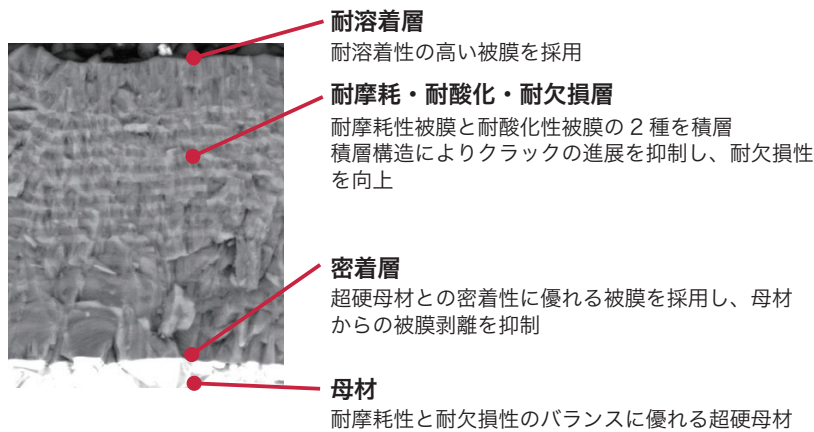 耐溶着層
耐溶着性の高い被膜を採用
耐摩耗・耐酸化・耐欠損層
耐摩耗性被膜と耐酸化性被膜の 2 種を積層
積層構造によりクラックの進展を抑制し、耐欠損性
を向上
密着層
超硬母材との密着性に優れる被膜を採用し、母材
からの被膜剥離を抑制
母材
耐摩耗性と耐欠損性のバランスに優れる超硬母材